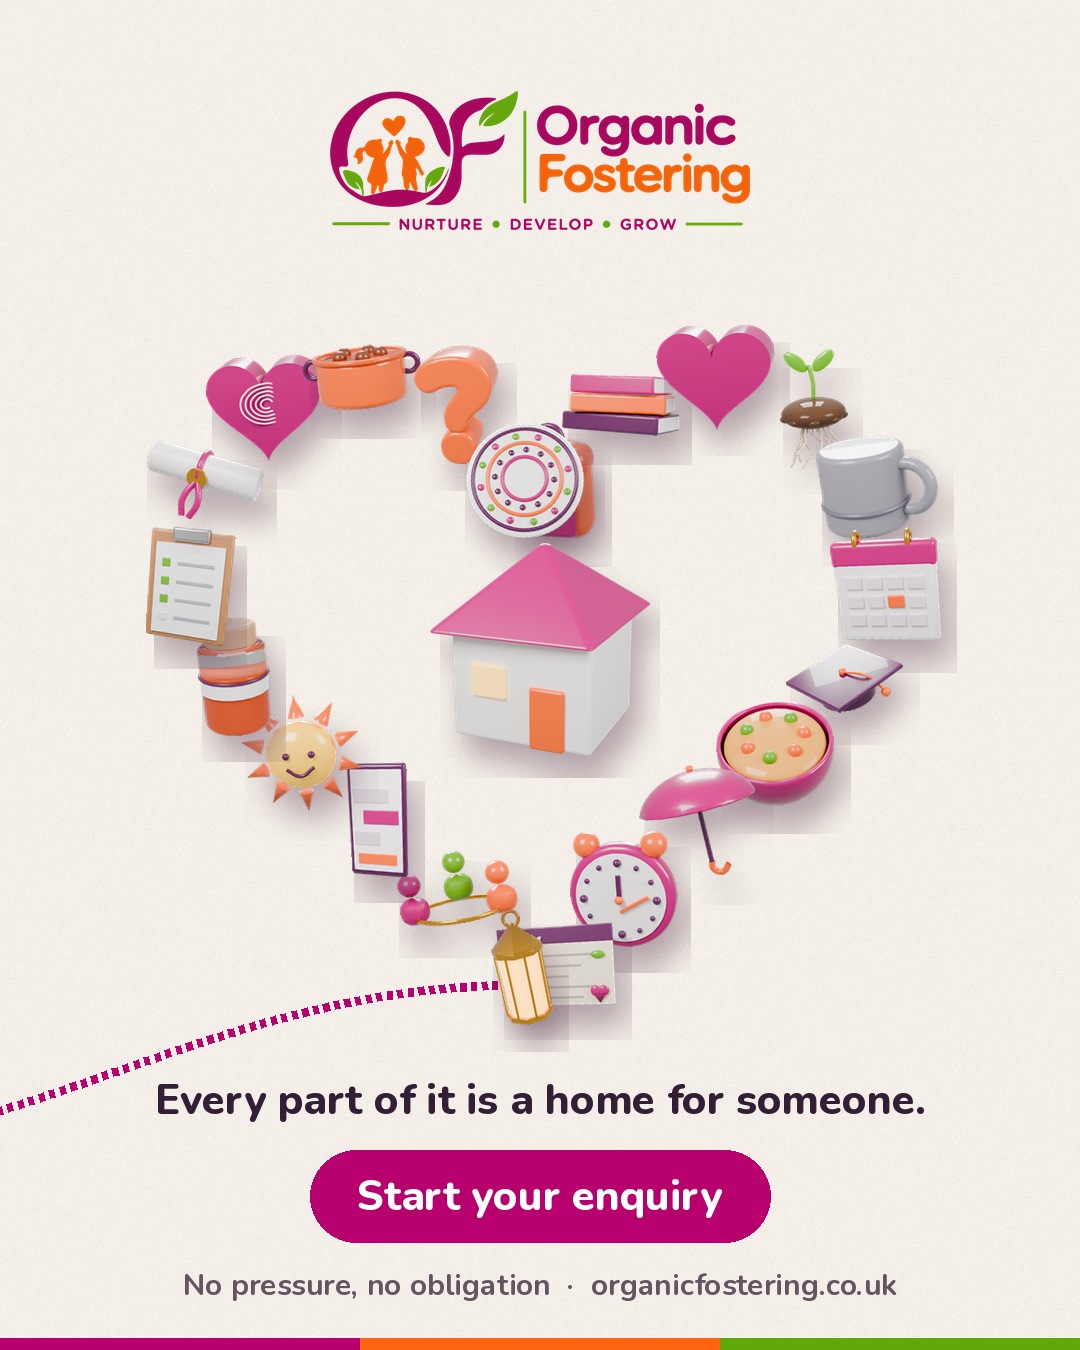 Organic
Fostering
NURTURE • DEVELOP • GROW
Every part of it is a home for someone.
Start your enquiry
No pressure, no obligation · organicfostering.co.uk